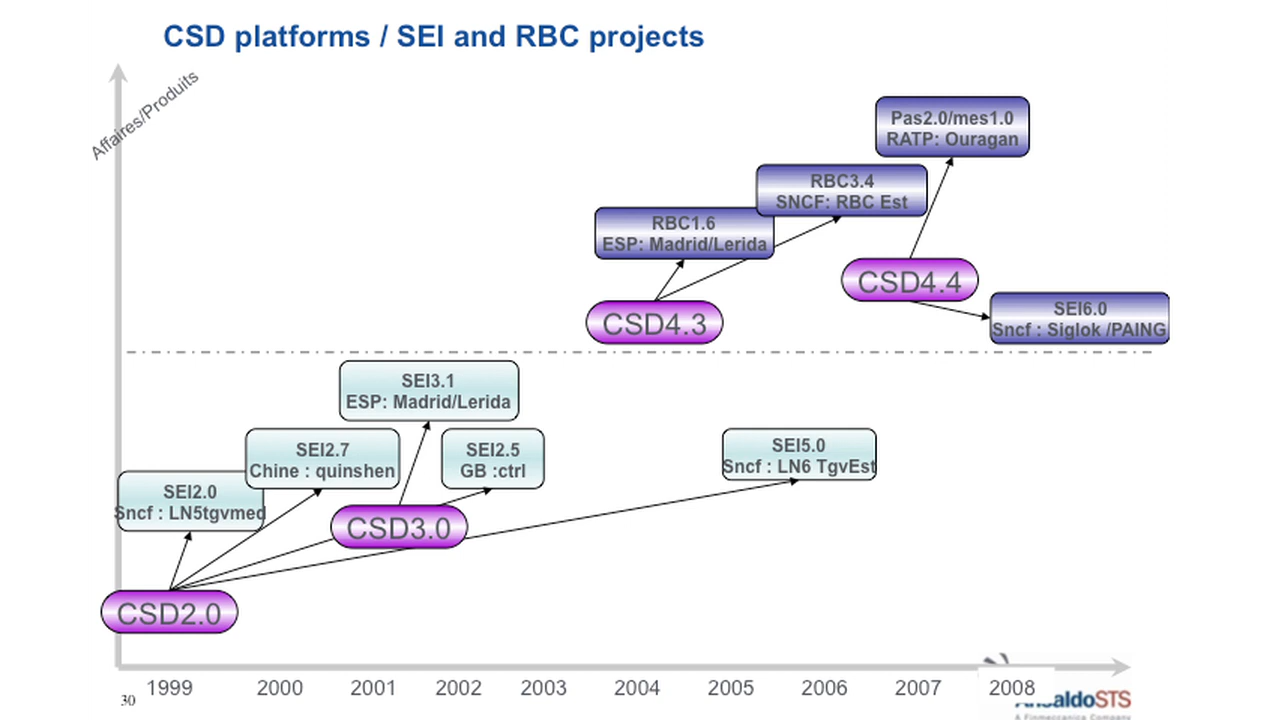 CSD platforms / SEI and RBC projects
Affaires/Produits
Pas2.0/mes1.0
RATP: Ouragan
RBC3.4
SNCF: RBC Est
RBC1.6
ESP: Madrid/Lerida
CSD4.4
CSD4.3
SEI6.0
Sncf : Siglok /PAING
SEI3.1
ESP: Madrid/Lerida
SEI2.7
Chine : quinshen
SEI2.5
GB :ctrl
SEI5.0
Sncf : LN6 TgvEst
SEI2.0
Sncf : LN5tgvmed
CSD3.0
CSD2.0
1999 2000 2001 2002 2003 2004 2005 2006 2007 2008
30
AnsaldoSTS
A Finmeccanica Company